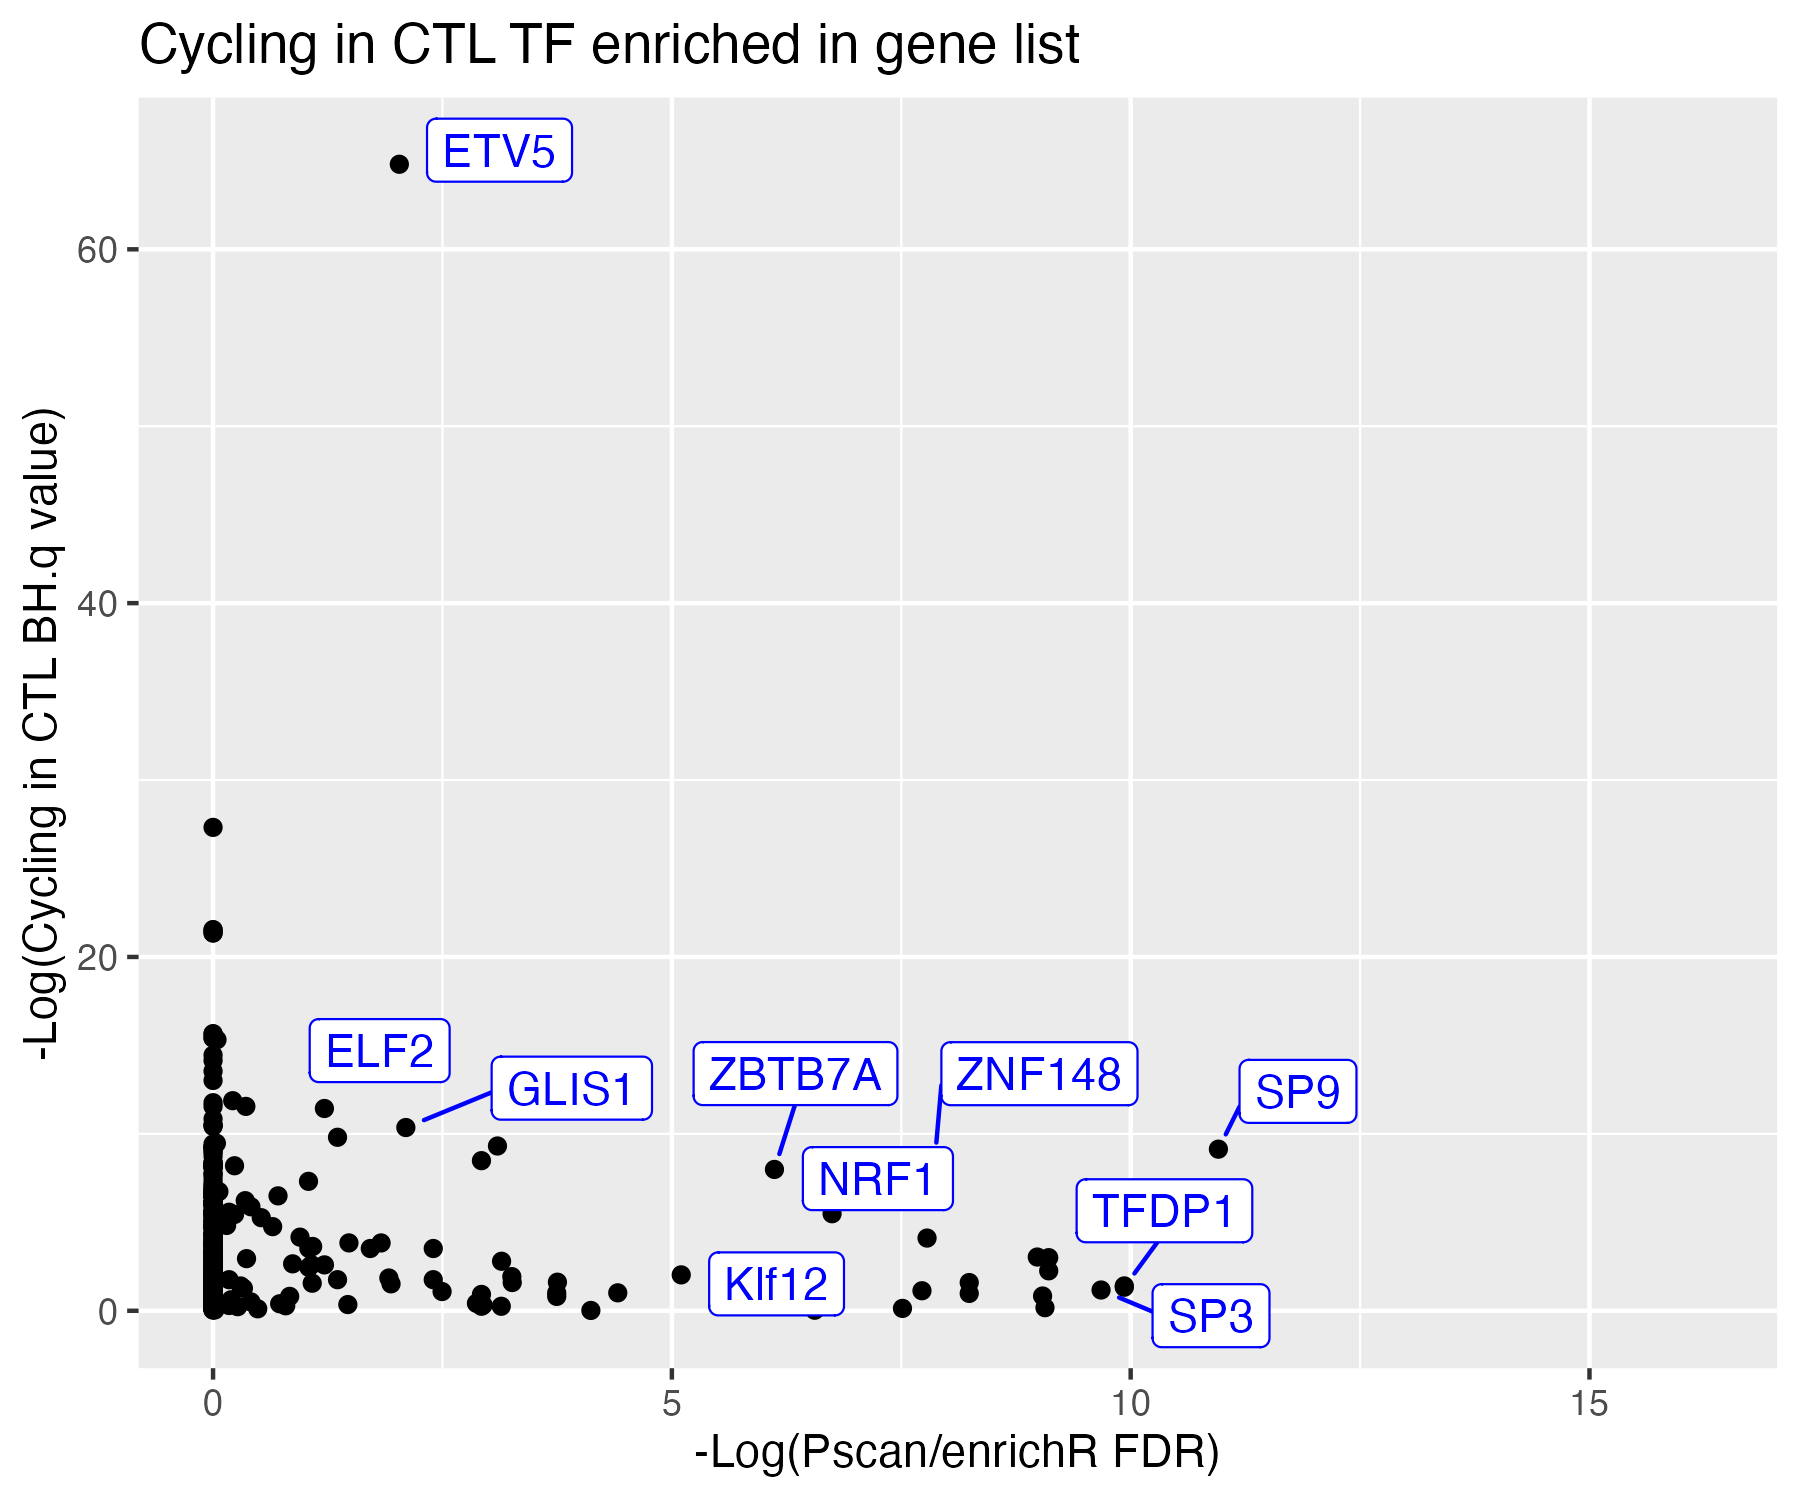 Cycling in CTL TF enriched in gene list
ETV5
60
40
-Log(Cycling in CTL BH.q value)
20
ELF2
GLIS1
ZBTB7A
ZNF148
SP9
NRF1
TFDP1
Klf12
SP3
0
0
5
10
15
-Log(Pscan/enrichR FDR)